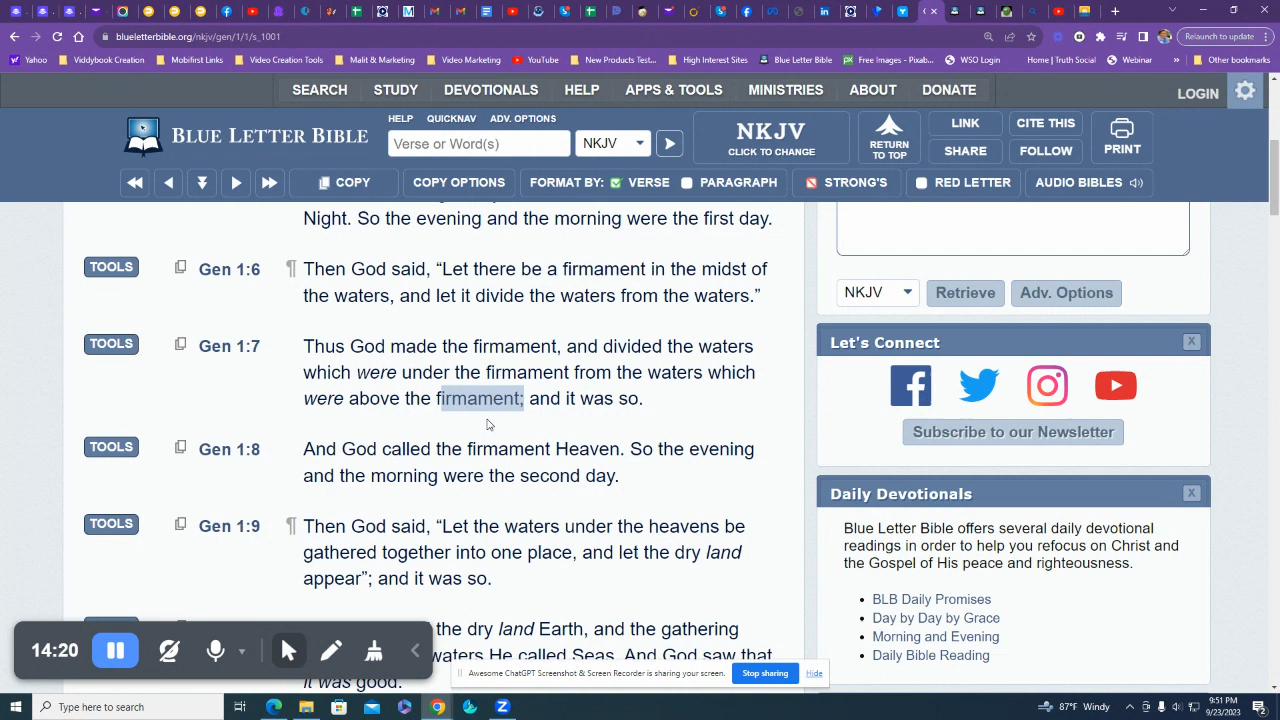 blueletterbible.org/nkjv/gen/1/1/s_1001
Relaunch to update
Yahoo Viddybook Creation Mobifirst Links Video Creation Tools Malit & Marketing Video Marketing YouTube New Products Test... High Interest Sites Blue Letter Bible Free Images - Pixab... WSO Login Home | Truth Social Webinar » Other bookmarks
SEARCH STUDY DEVOTIONALS HELP APPS & TOOLS MINISTRIES ABOUT DONATE LOGIN
BLUE LETTER BIBLE
HELP QUICKNAV ADV. OPTIONS
Verse or Word(s) NKJV
NKJV
CLICK TO CHANGE
RETURN
TO TOP
LINK CITE THIS
SHARE FOLLOW
PRINT
COPY COPY OPTIONS FORMAT BY: VERSE PARAGRAPH STRONG'S RED LETTER AUDIO BIBLES
Night. So the evening and the morning were the first day.
TOOLS Gen 1:6 ¶ Then God said, “Let there be a firmament in the midst of
the waters, and let it divide the waters from the waters.”
TOOLS Gen 1:7 Thus God made the firmament, and divided the waters
which were under the firmament from the waters which
were above the firmament; and it was so.
TOOLS Gen 1:8 And God called the firmament Heaven. So the evening
and the morning were the second day.
TOOLS Gen 1:9 ¶ Then God said, “Let the waters under the heavens be
gathered together into one place, and let the dry land
appear”; and it was so.
the dry land Earth, and the gathering
waters He called Seas. And God saw that
it was good.
NKJV Retrieve Adv. Options
Let's Connect X
Subscribe to our Newsletter
Daily Devotionals X
Blue Letter Bible offers several daily devotional
readings in order to help you refocus on Christ and
the Gospel of His peace and righteousness.
BLB Daily Promises
Day by Day by Grace
Morning and Evening
Daily Bible Reading
14:20
Awesome ChatGPT Screenshot & Screen Recorder is sharing your screen. Stop sharing Hide
Type here to search
87°F Windy
9:51 PM
9/23/2023
2